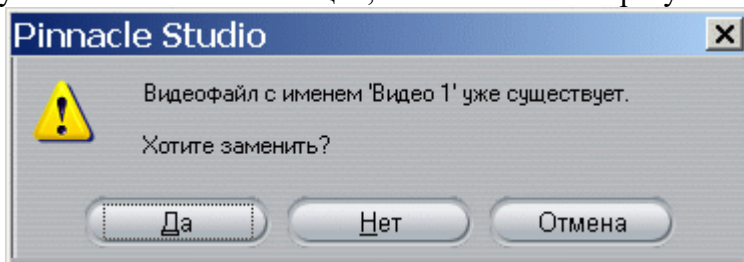 Pinnacle Studio
Видеофайл с именем 'Видео 1' уже существует.
Хотите заменить?
Да Нет Отмена